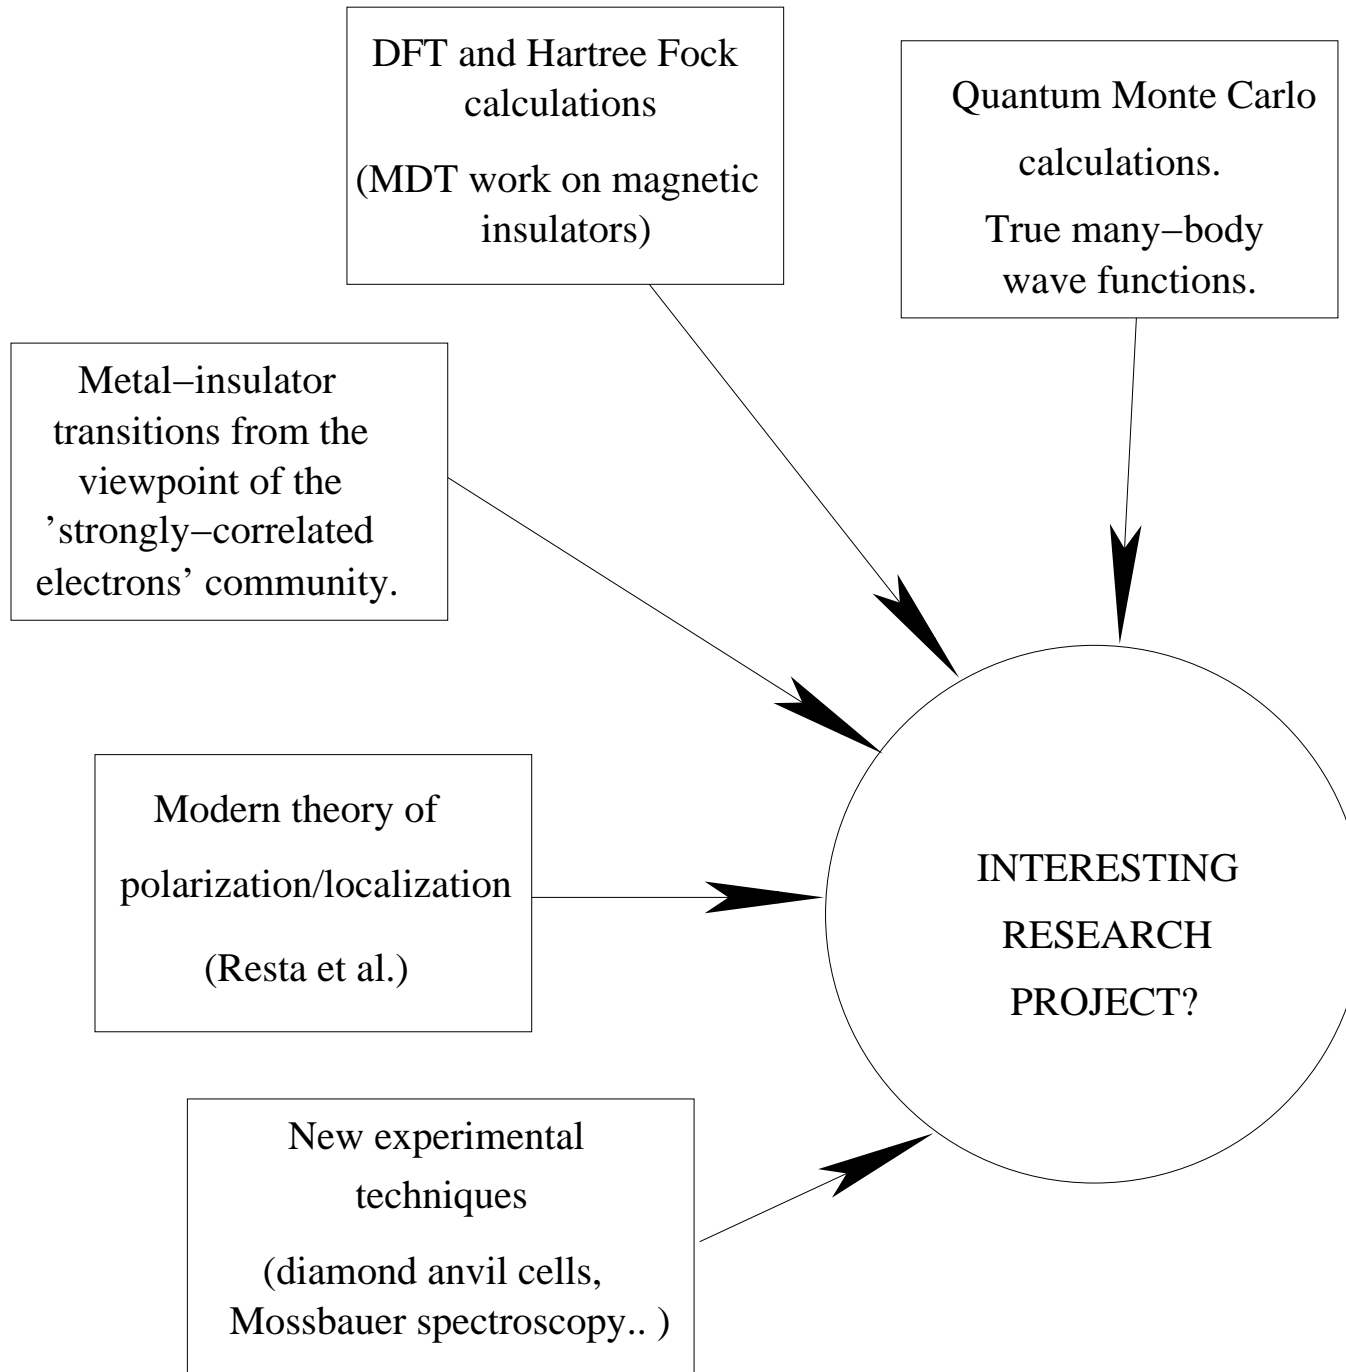 DFT and Hartree Fock
calculations
(MDT work on magnetic
insulators)
Quantum Monte Carlo
calculations.
True many−body
wave functions.
Metal−insulator
transitions from the
viewpoint of the
’strongly−correlated
electrons’ community.
Modern theory of
polarization/localization
(Resta et al.)
INTERESTING
RESEARCH
PROJECT?
New experimental
techniques
(diamond anvil cells,
Mossbauer spectroscopy.. )